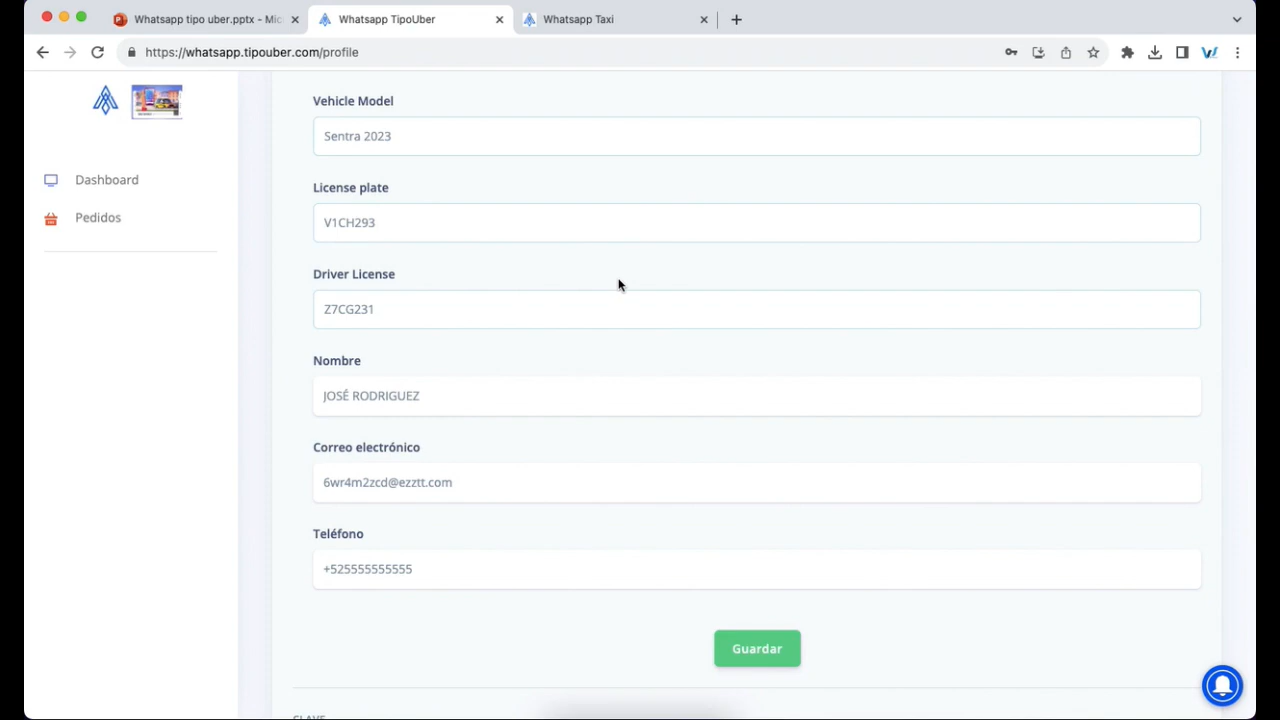 Whatsapp tipo uber.pptx - Mic
Whatsapp TipoUber
Whatsapp Taxi
https://whatsapp.tipouber.com/profile
Dashboard
Pedidos
Vehicle Model
Sentra 2023
License plate
V1CH293
Driver License
Z7CG231
Nombre
JOSÉ RODRIGUEZ
Correo electrónico
6wr4m2zcd@ezztt.com
Teléfono
+525555555555
Guardar
CLAVE